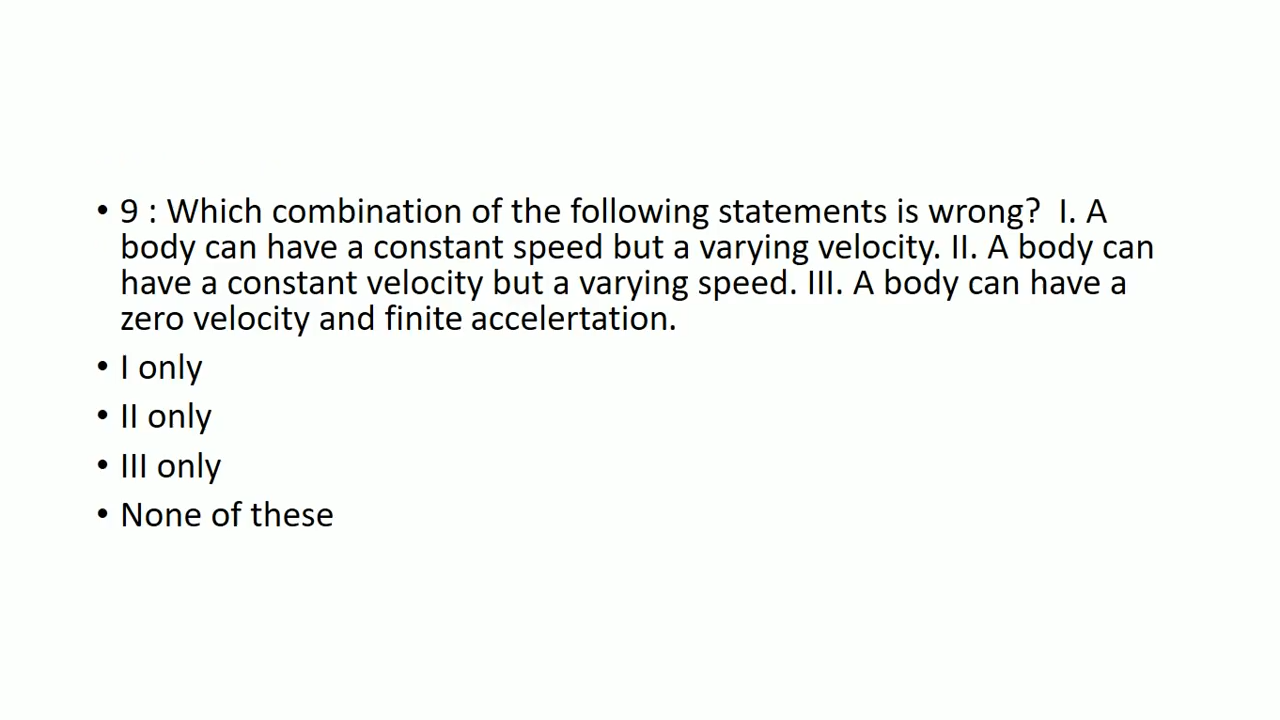 • 9 : Which combination of the following statements is wrong?  I. A
body can have a constant speed but a varying velocity. II. A body can
have a constant velocity but a varying speed. III. A body can have a
zero velocity and finite accelertation.
• I only
• II only
• III only
• None of these